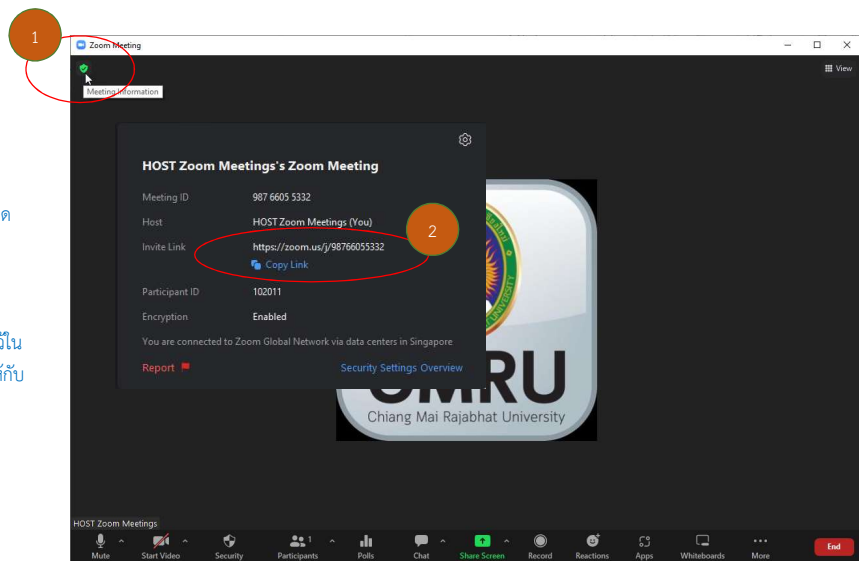 1
Zoom Meeting
View
Meeting Information
HOST Zoom Meetings's Zoom Meeting
Meeting ID 987 6605 5332
Host HOST Zoom Meetings (You)
2
Invite Link https://zoom.us/j/98766055332
Copy Link
Participant ID 102011
Encryption Enabled
You are connected to Zoom Global Network via data centers in Singapore
Report Security Settings Overview
Chiang Mai Rajabhat University
HOST Zoom Meetings
1
Mute Start Video Security Participants Polls Chat Share Screen Record Reactions Apps Whiteboards More End